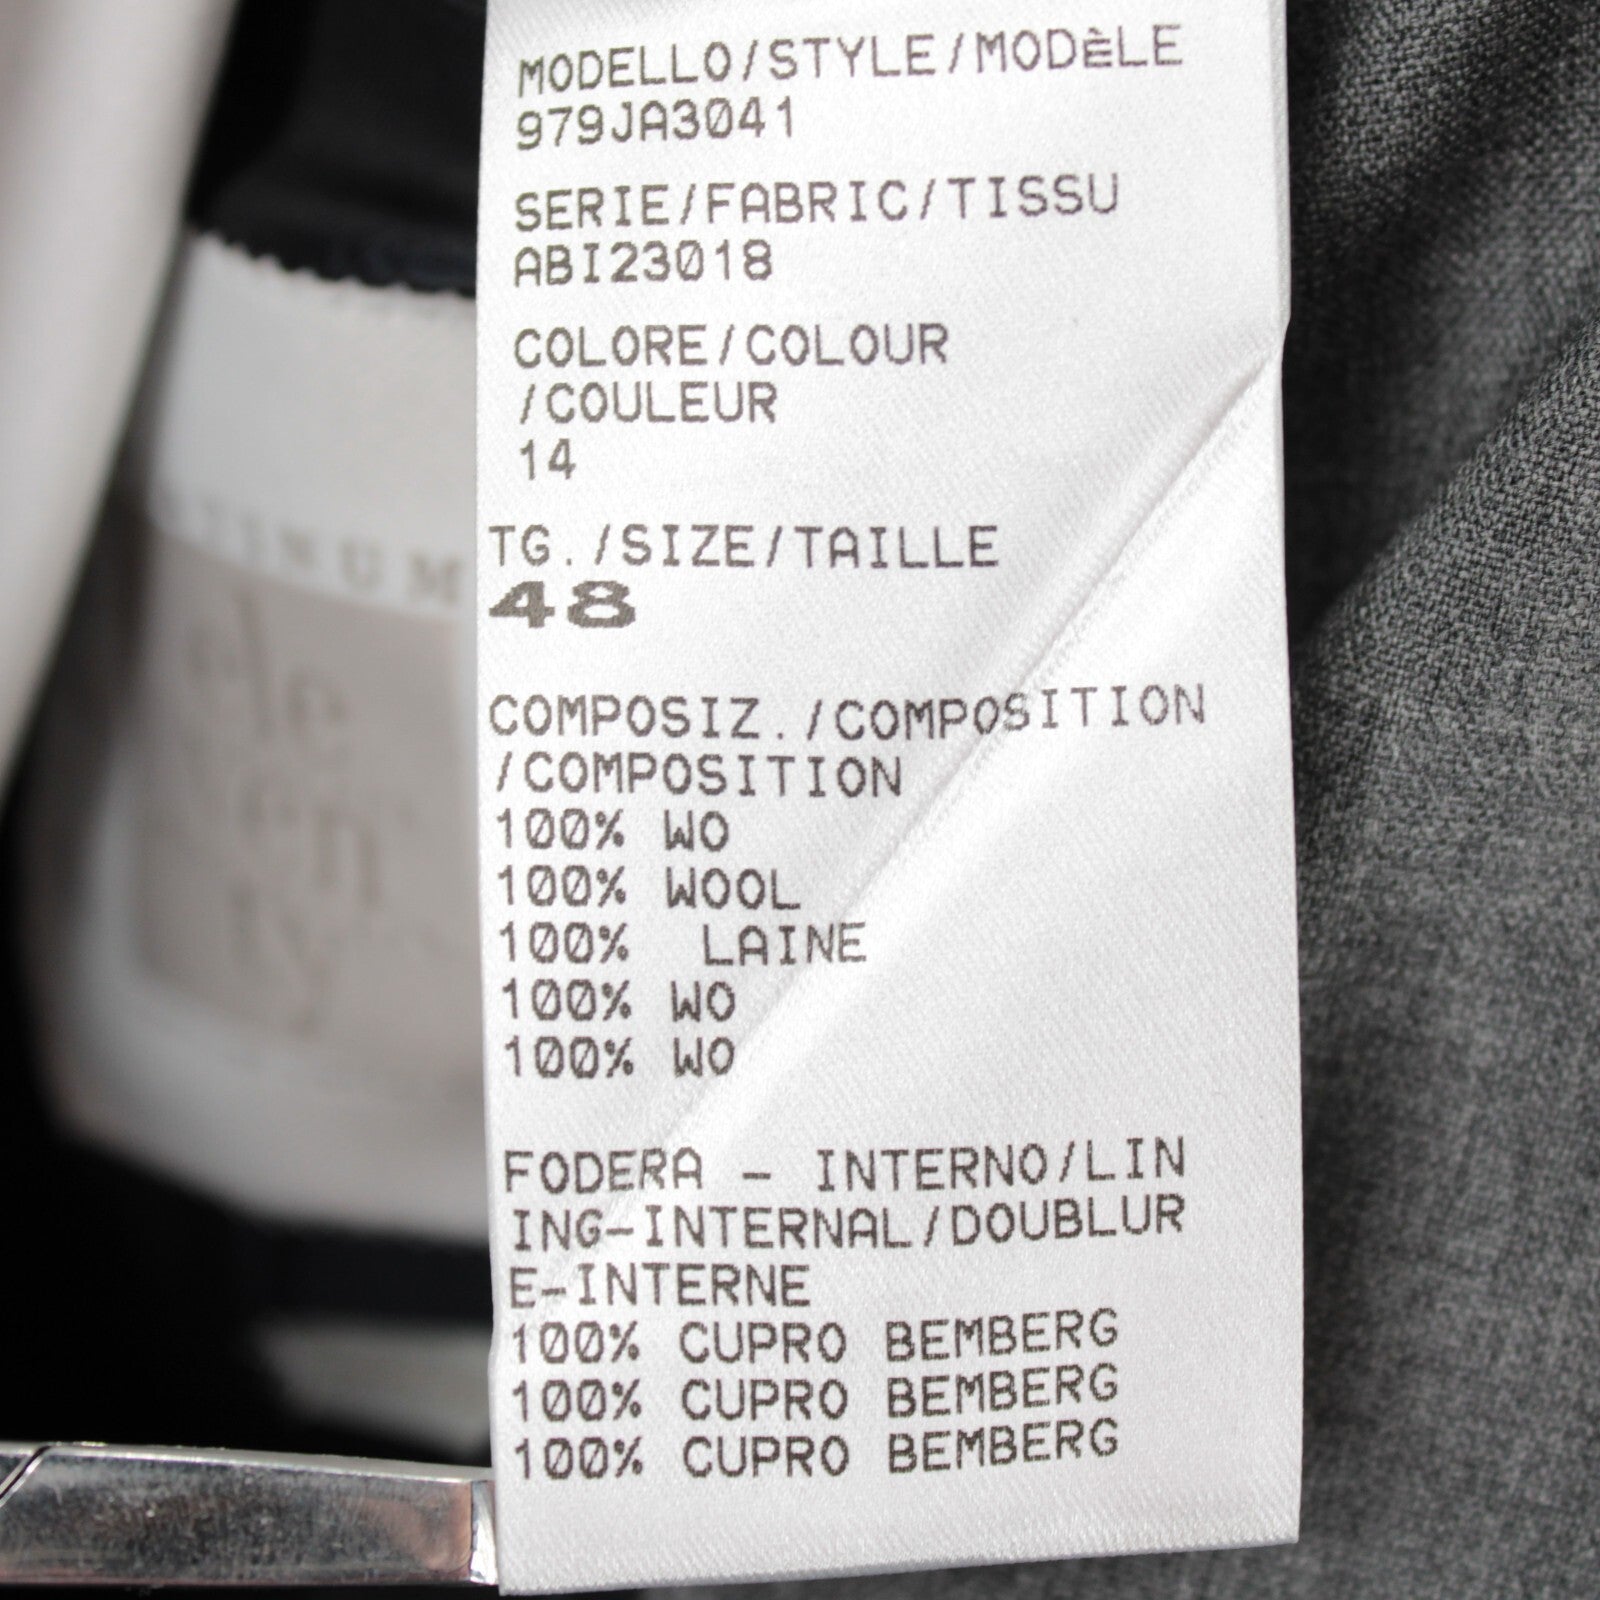 MODELLO/STYLE/MODèLE
979JA3041
SERIE/FABRIC/TISSU
ABI23018
COLORE/COLOUR
/COULEUR
14
TG./SIZE/TAILLE
48
COMPOSIZ./COMPOSITION
/COMPOSITION
100% WO
100% WOOL
100% LAINE
100% WO
100% WO
FODERA - INTERNO/LIN
ING-INTERNAL/DOUBLUR
E-INTERNE
100% CUPRO BEMBERG
100% CUPRO BEMBERG
100% CUPRO BEMBERG